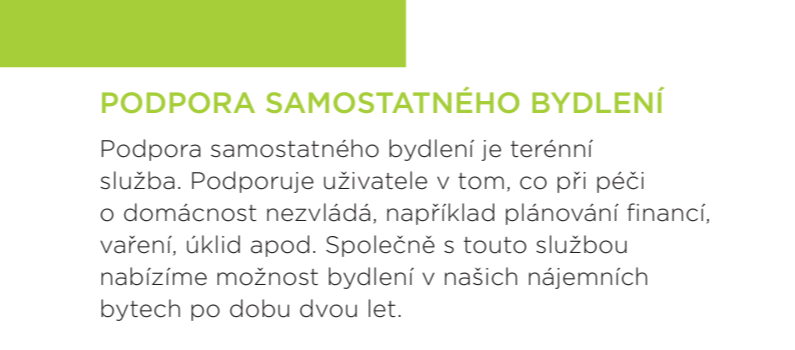 PODPORA SAMOSTATNÉHO BYDLENÍ
Podpora samostatného bydlení je terénní
služba. Podporuje uživatele v tom, co při péči
o domácnost nezvládá, například plánování financí,
vaření, úklid apod. Společně s touto službou
nabízíme možnost bydlení v našich nájemních
bytech po dobu dvou let.